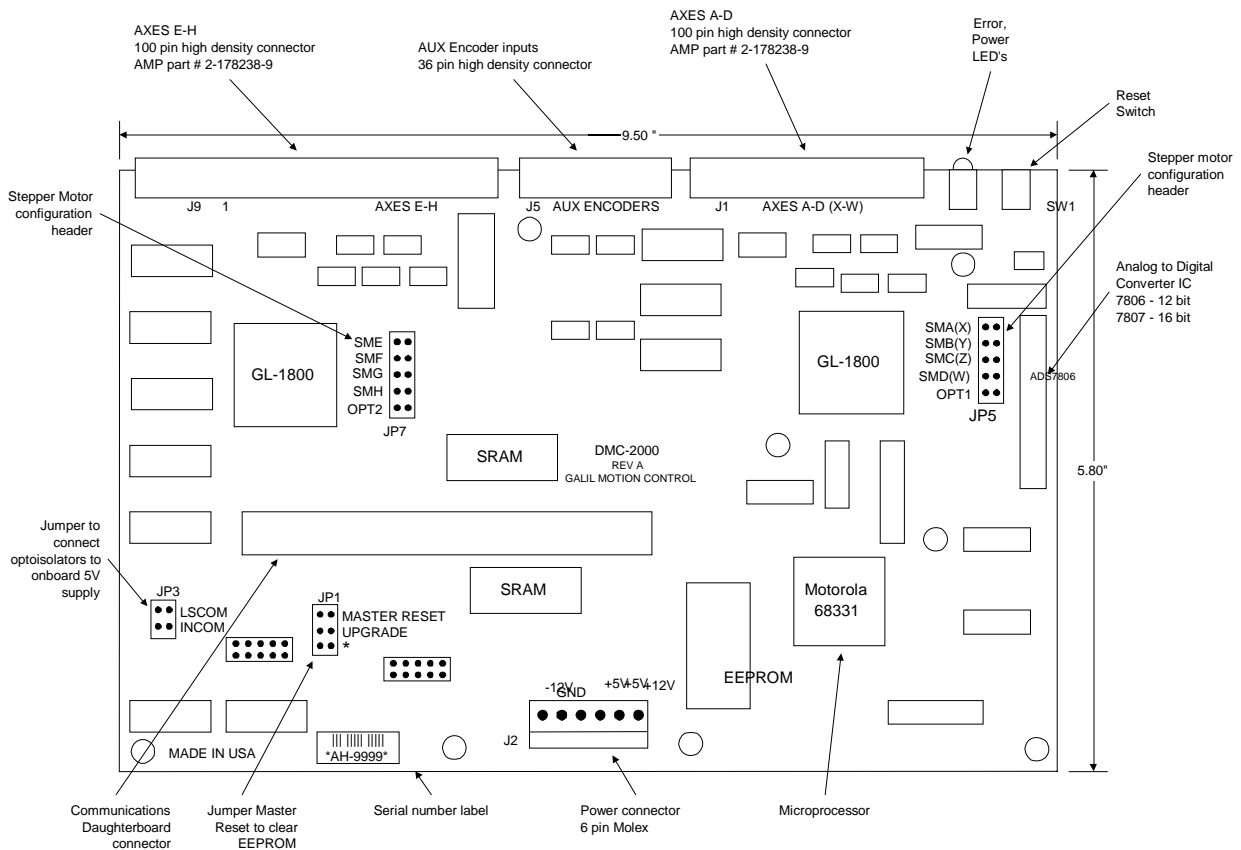 AXES E-H
100 pin high density connector
AMP part # 2-178238-9
AUX Encoder inputs
36 pin high density connector
AXES A-D
100 pin high density connector
AMP part # 2-178238-9
Error,
Power
LED's
Reset
Switch
9.50 "
Stepper motor
configuration
header
Stepper Motor
configuration
header
J9 1 AXES E-H
J5 AUX ENCODERS
J1 AXES A-D (X-W)
SW1
Analog to Digital
Converter IC
7806 - 12 bit
7807 - 16 bit
GL-1800
SME
SMF
SMG
SMH
OPT2
JP7
GL-1800
SMA(X)
SMB(Y)
SMC(Z)
SMD(W)
OPT1
JP5
ADS7806
SRAM
DMC-2000
REV A
GALIL MOTION CONTROL
5.80"
Jumper to
connect
optoisolators to
onboard 5V
supply
JP3
LSCOM
INCOM
JP1
MASTER RESET
UPGRADE
*
SRAM
Motorola
68331
EEPROM
-12V GND +5V +5V +12V
J2
MADE IN USA
*AH-9999*
Communications
Daughterboard
connector
Jumper Master
Reset to clear
EEPROM
Serial number label
Power connector
6 pin Molex
Microprocessor